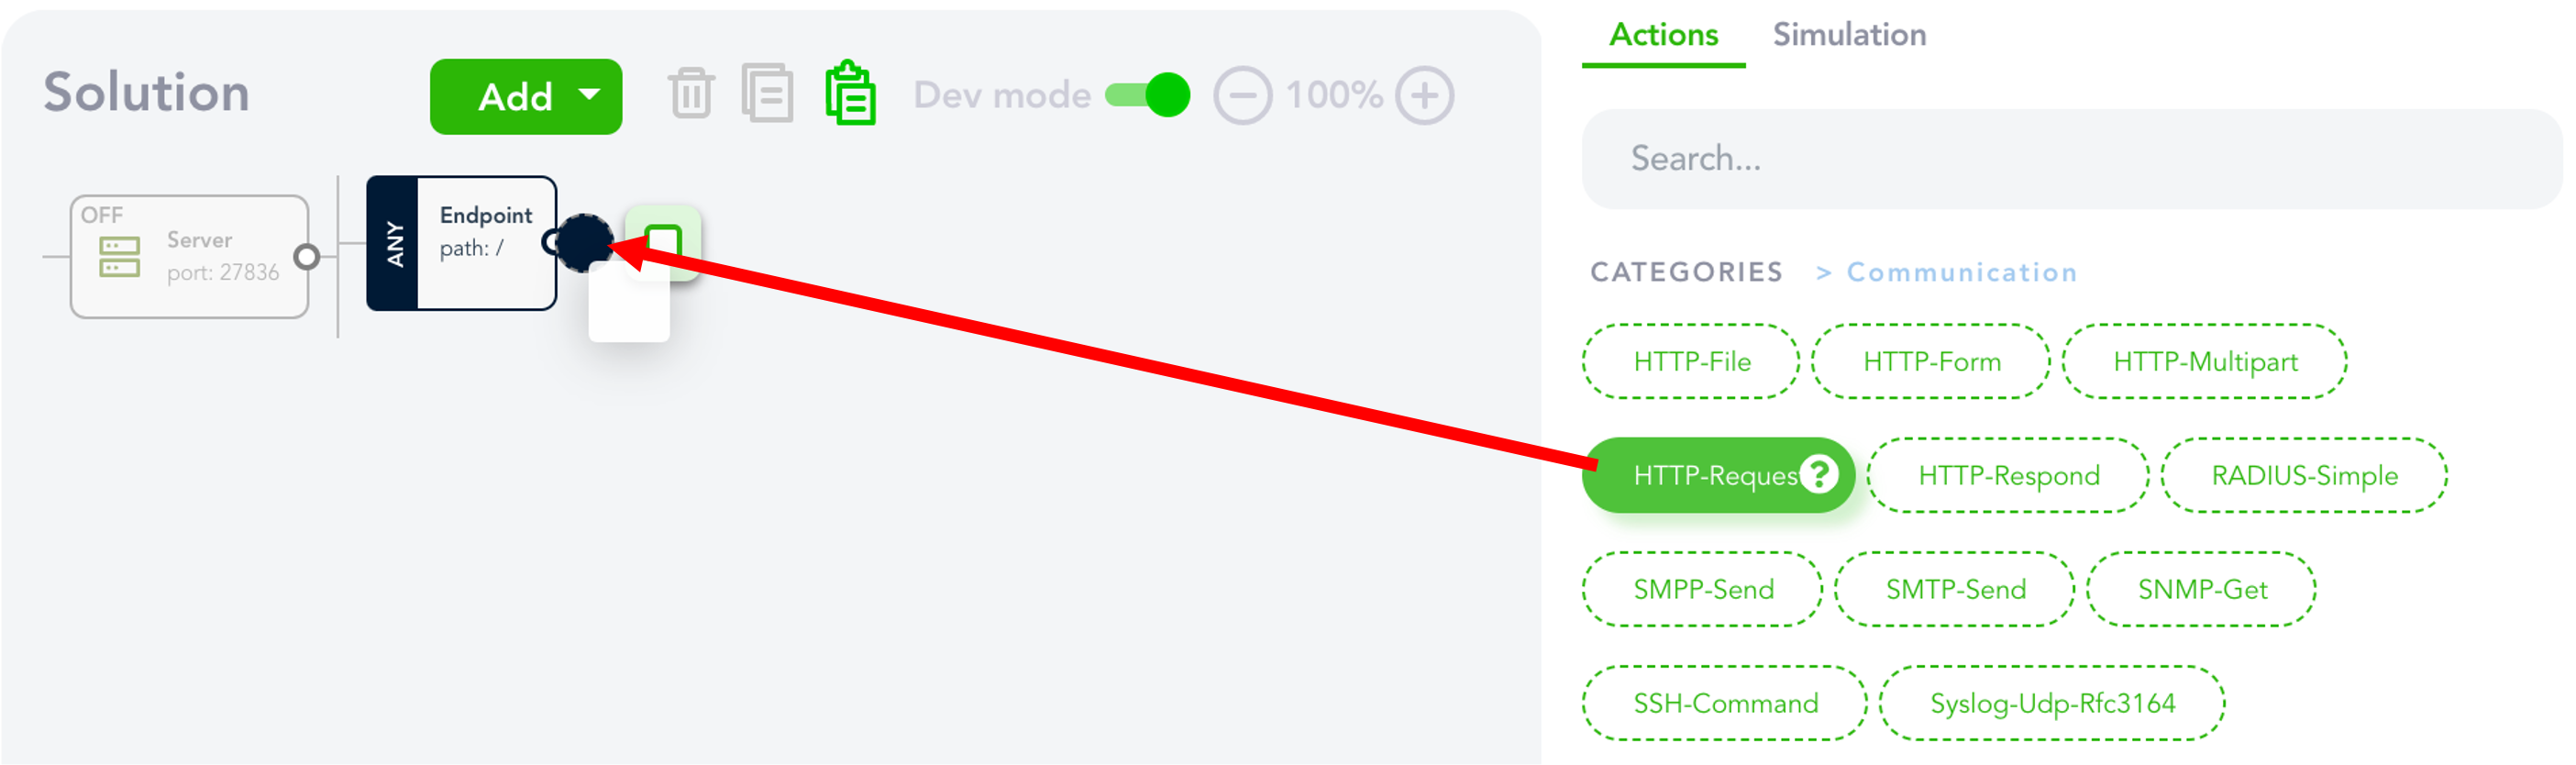 Solution
Add
Dev mode
100%
OFF
Server
port: 27836
ANY
Endpoint
path: /
Actions
Simulation
Search...
CATEGORIES > Communication
HTTP-File
HTTP-Form
HTTP-Multipart
HTTP-Reques
?
HTTP-Respond
RADIUS-Simple
SMPP-Send
SMTP-Send
SNMP-Get
SSH-Command
Syslog-Udp-Rfc3164